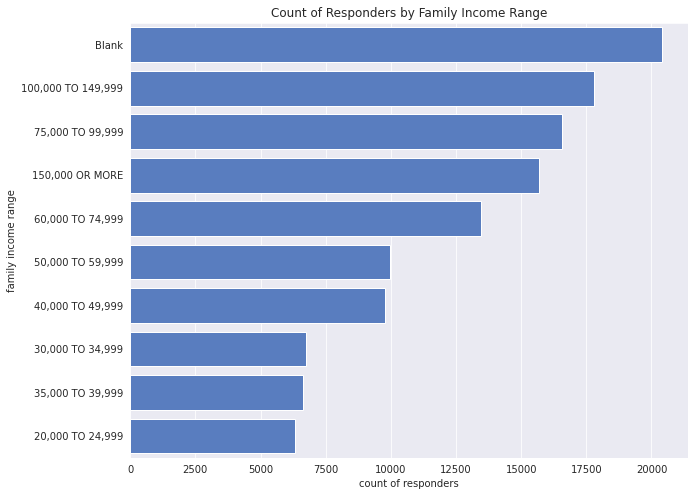 Count of Responders by Family Income Range
family income range
Blank
100,000 TO 149,999
75,000 TO 99,999
150,000 OR MORE
60,000 TO 74,999
50,000 TO 59,999
40,000 TO 49,999
30,000 TO 34,999
35,000 TO 39,999
20,000 TO 24,999
0 2500 5000 7500 10000 12500 15000 17500 20000
count of responders